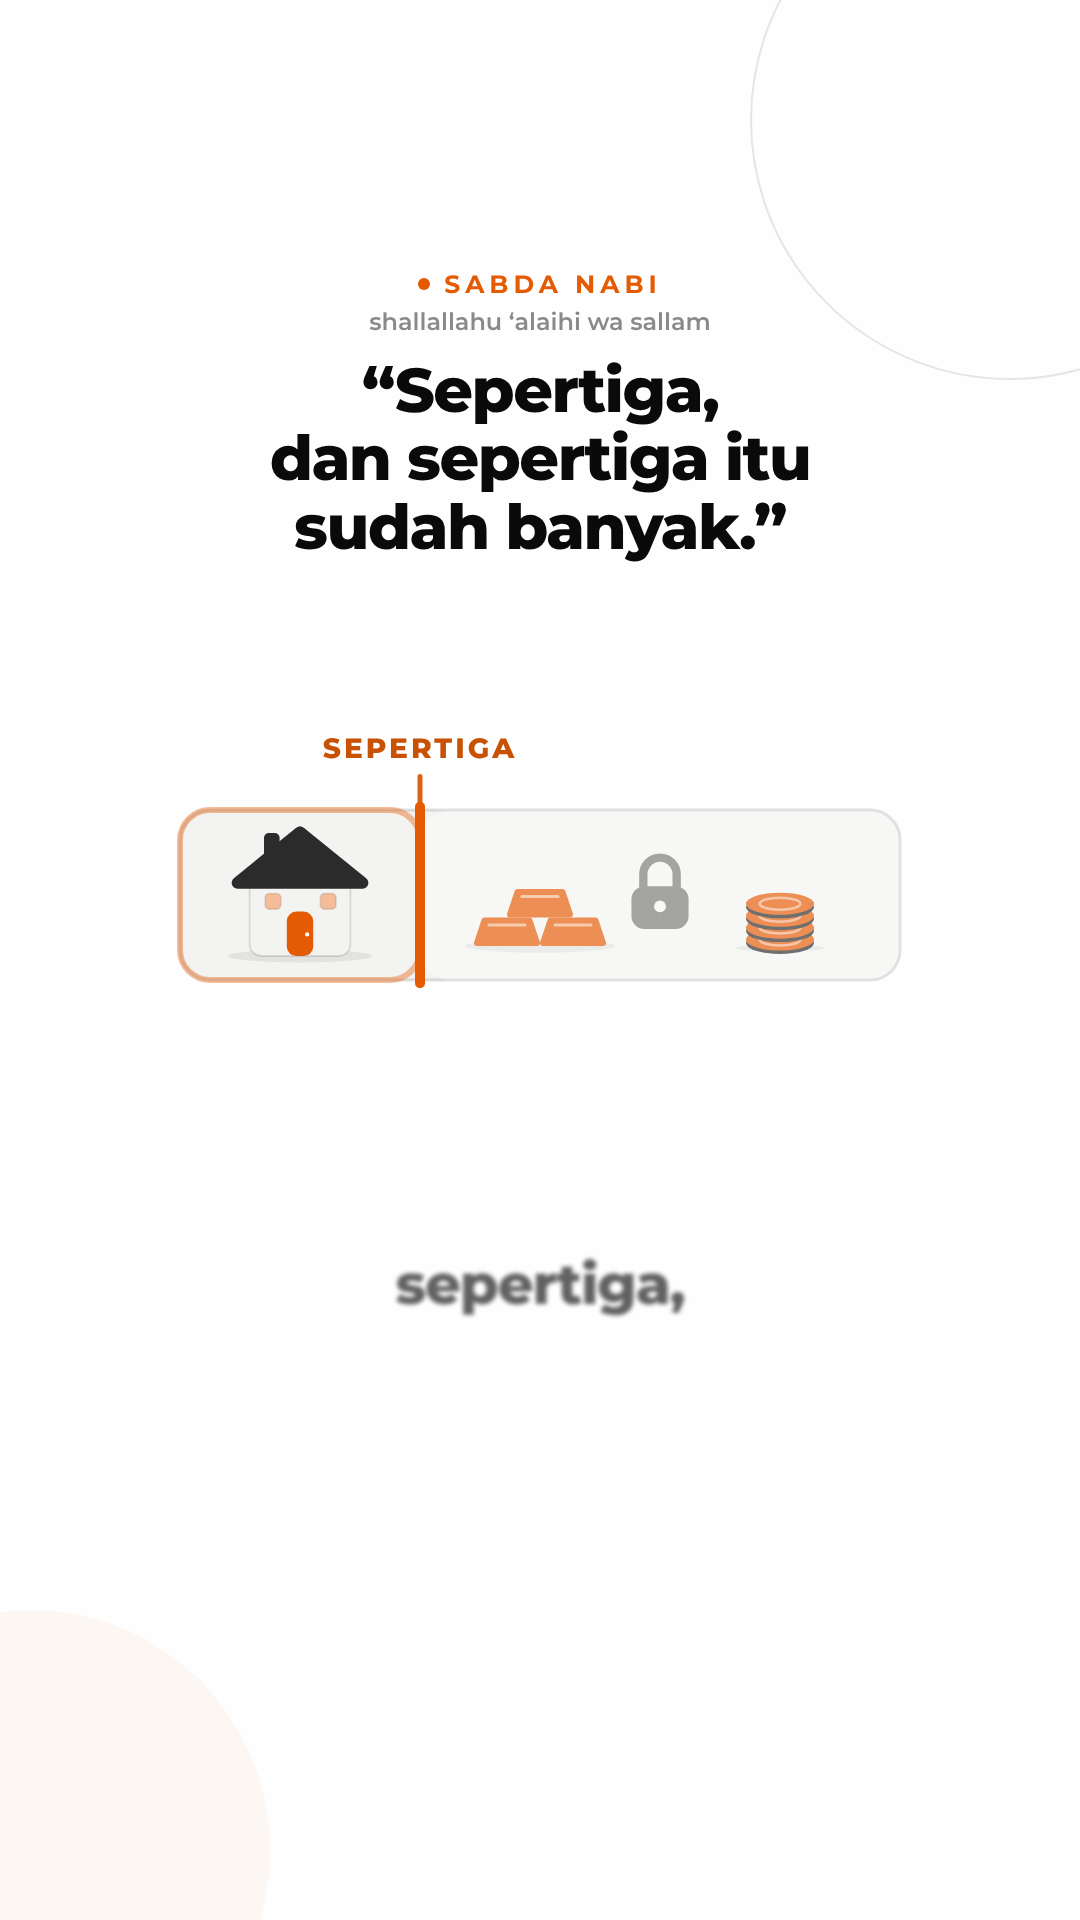 SABDA NABI
shallallahu ‘alaihi wa sallam
“Sepertiga,
dan sepertiga itu
sudah banyak.”
SEPERTIGA
sepertiga,